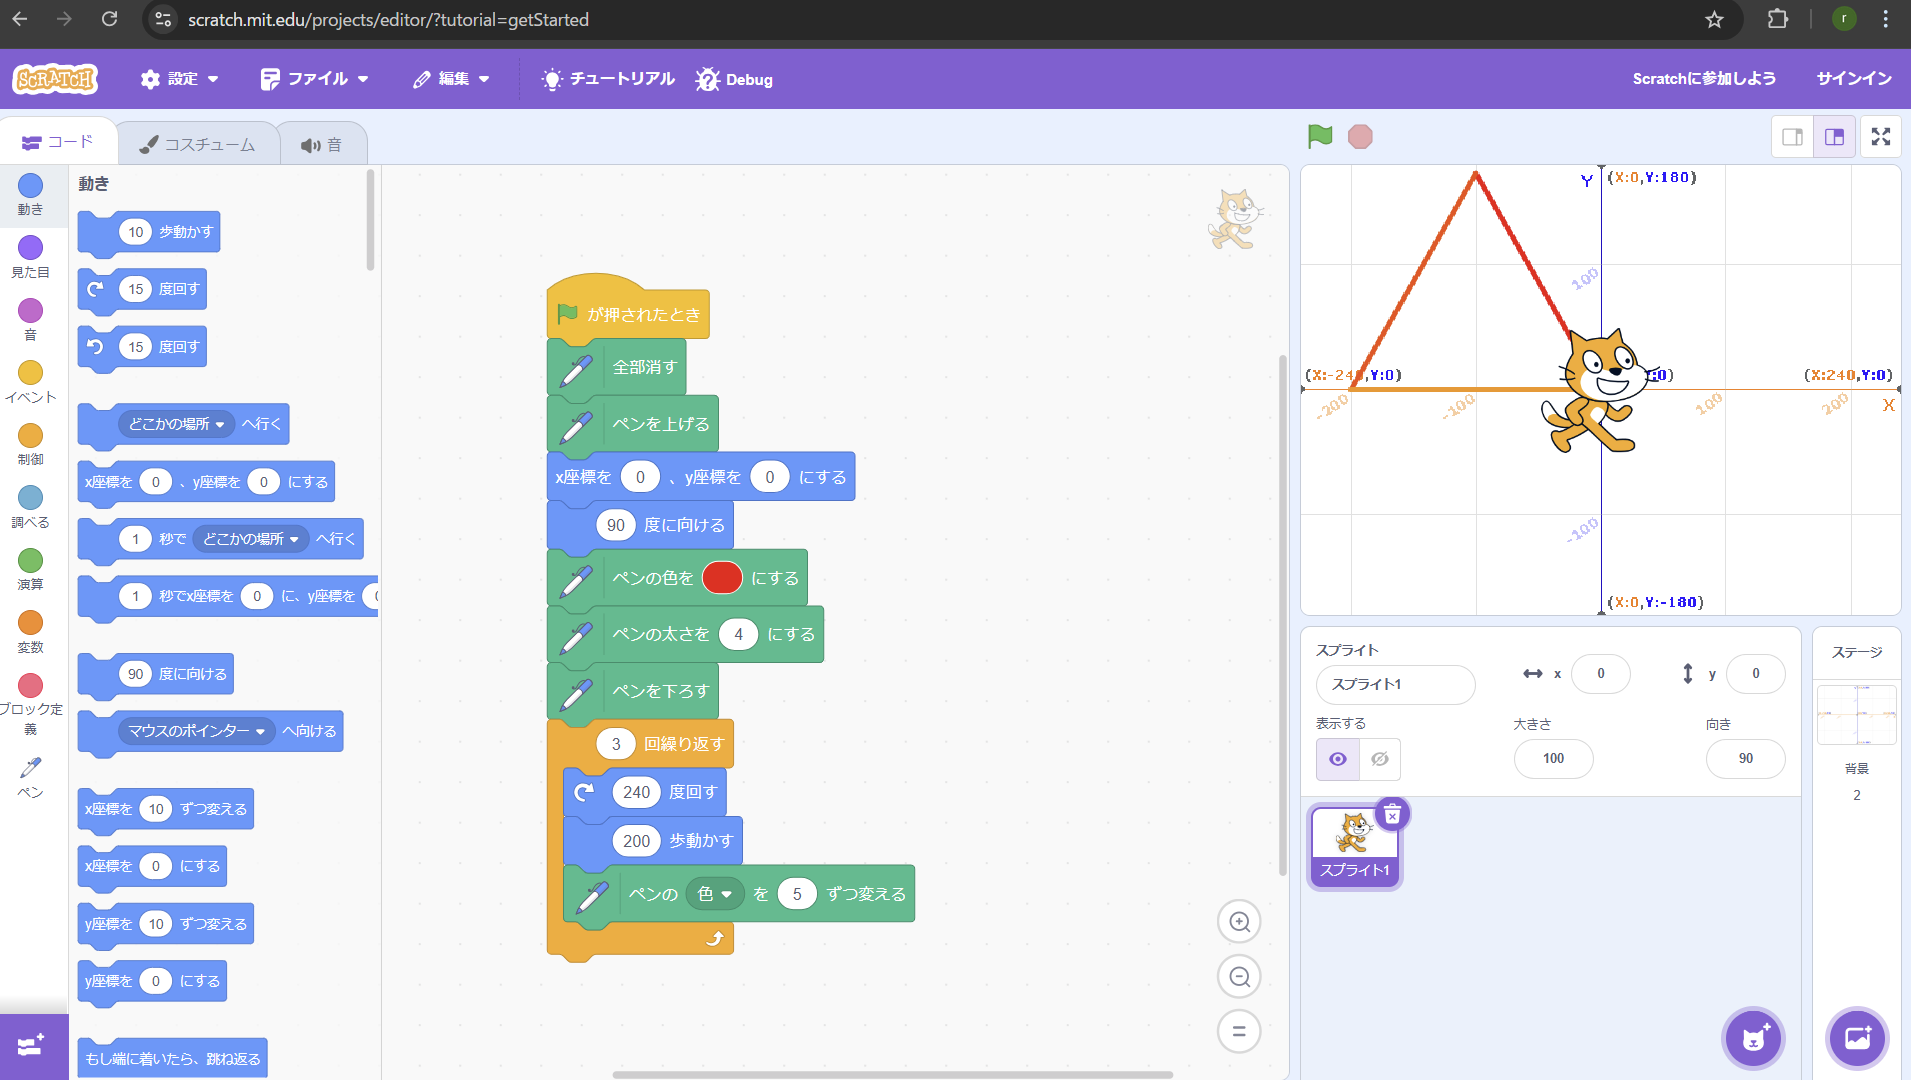 scratch.mit.edu/projects/editor/?tutorial=getStarted
r
SCRATCH
設定
ファイル
編集
チュートリアル
Debug
Scratchに参加しよう
サインイン
コード
コスチューム
音
動き
見た目
音
イベント
制御
調べる
演算
変数
ブロック定
義
ペン
動き
10 歩動かす
15 度回す
15 度回す
どこかの場所 へ行く
x座標を 0 、y座標を 0 にする
1 秒で どこかの場所 へ行く
1 秒でx座標を 0 に、y座標を
90 度に向ける
マウスのポインター へ向ける
x座標を 10 ずつ変える
x座標を 0 にする
y座標を 10 ずつ変える
y座標を 0 にする
もし端に着いたら、跳ね返る
が押されたとき
全部消す
ペンを上げる
x座標を 0 、y座標を 0 にする
90 度に向ける
ペンの色を にする
ペンの太さを 4 にする
ペンを下ろす
3 回繰り返す
240 度回す
200 歩動かす
ペンの 色 を 5 ずつ変える
Y (X:0,Y:180)
100
(X:-240,Y:0)
:0)
(X:240,Y:0)
-200
-100
100
200
X
-100
(X:0,Y:-180)
スプライト
スプライト1
x 0
y 0
表示する
大きさ
100
向き
90
スプライト1
ステージ
背景
2